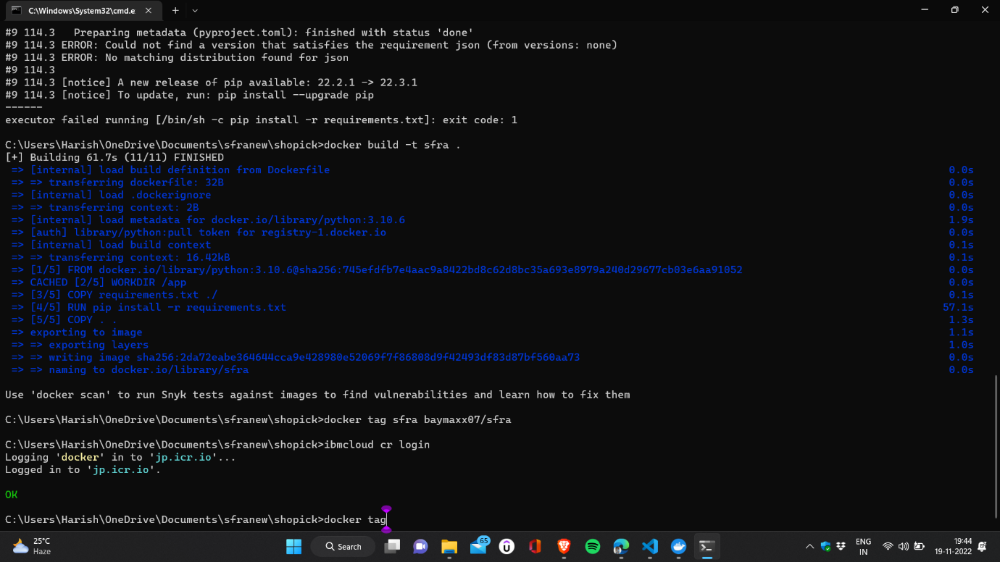 C:\Windows\System32\cmd.e
#9 114.3   Preparing metadata (pyproject.toml): finished with status 'done'
#9 114.3 ERROR: Could not find a version that satisfies the requirement json (from versions: none)
#9 114.3 ERROR: No matching distribution found for json
#9 114.3
#9 114.3 [notice] A new release of pip available: 22.2.1 -> 22.3.1
#9 114.3 [notice] To update, run: pip install --upgrade pip
------
executor failed running [/bin/sh -c pip install -r requirements.txt]: exit code: 1
C:\Users\Harish\OneDrive\Documents\sfranew\shopick>docker build -t sfra .
[+] Building 61.7s (11/11) FINISHED
=> [internal] load build definition from Dockerfile 0.0s
=> => transferring dockerfile: 32B 0.0s
=> [internal] load .dockerignore 0.0s
=> => transferring context: 2B 0.0s
=> [internal] load metadata for docker.io/library/python:3.10.6 1.9s
=> [auth] library/python:pull token for registry-1.docker.io 0.0s
=> [internal] load build context 0.1s
=> => transferring context: 16.42kB 0.1s
=> [1/5] FROM docker.io/library/python:3.10.6@sha256:745efdfb7e4aac9a8422bd8c62d8bc35a693e8979a240d29677cb03e6aa91052 0.0s
=> CACHED [2/5] WORKDIR /app 0.0s
=> [3/5] COPY requirements.txt ./ 0.1s
=> [4/5] RUN pip install -r requirements.txt 57.1s
=> [5/5] COPY . . 1.3s
=> exporting to image 1.1s
=> => exporting layers 1.0s
=> => writing image sha256:2da72eabe364644cca9e428980e52069f7f86808d9f42493df83d87bf560aa73 0.0s
=> => naming to docker.io/library/sfra 0.0s
Use 'docker scan' to run Snyk tests against images to find vulnerabilities and learn how to fix them
C:\Users\Harish\OneDrive\Documents\sfranew\shopick>docker tag sfra baymaxx07/sfra
C:\Users\Harish\OneDrive\Documents\sfranew\shopick>ibmcloud cr login
Logging 'docker' in to 'jp.icr.io'...
Logged in to 'jp.icr.io'.
OK
C:\Users\Harish\OneDrive\Documents\sfranew\shopick>docker tag
25°C
Haze
Search
65
ENG
IN
19:44
19-11-2022